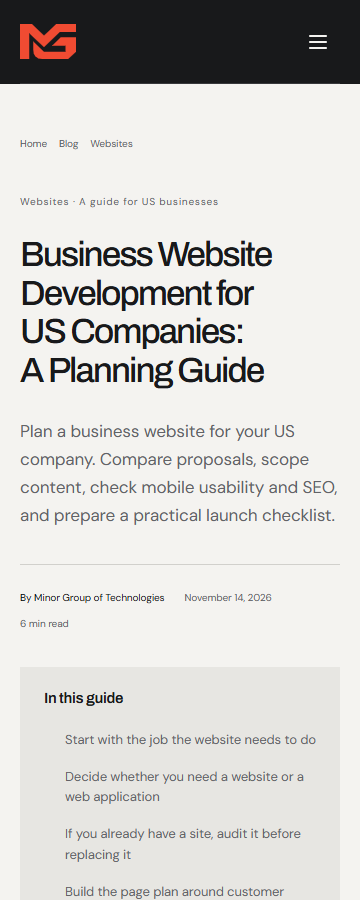 MG
Home Blog Websites
Websites · A guide for US businesses
Business Website
Development for
US Companies:
A Planning Guide
Plan a business website for your US
company. Compare proposals, scope
content, check mobile usability and SEO,
and prepare a practical launch checklist.
By Minor Group of Technologies November 14, 2026
6 min read
In this guide
Start with the job the website needs to do
Decide whether you need a website or a
web application
If you already have a site, audit it before
replacing it
Build the page plan around customer